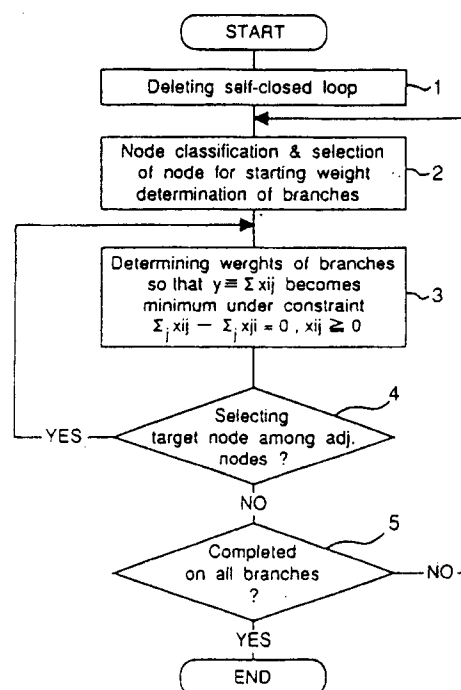 START
Deleting self-closed loop
1
Node classification & selection
of node for starting weight
determination of branches
2
Determining werghts of branches
so that y≡ Σ xij becomes
minimum under constraint
Σj xij — Σj xji = 0 , xij ≧ 0
3
4
Selecting
target node among adj.
nodes ?
YES
NO
5
Completed
on all branches
?
NO
YES
END